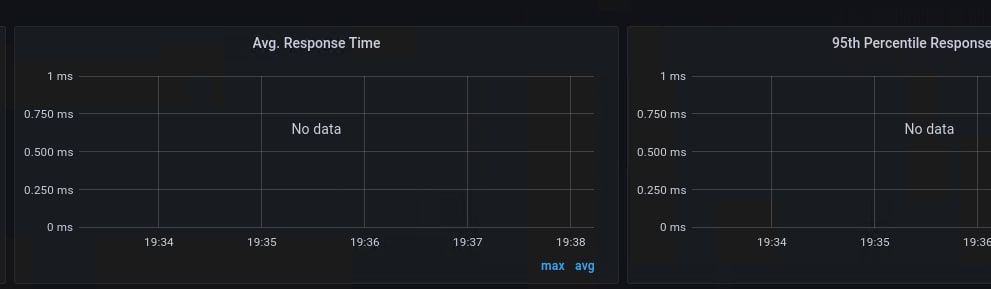 Avg. Response Time
1 ms
0.750 ms
No data
0.500 ms
0.250 ms
0 ms
19:34 19:35 19:36 19:37 19:38
max avg
95th Percentile Response
1 ms
0.750 ms
No data
0.500 ms
0.250 ms
0 ms
19:34 19:35 19:36